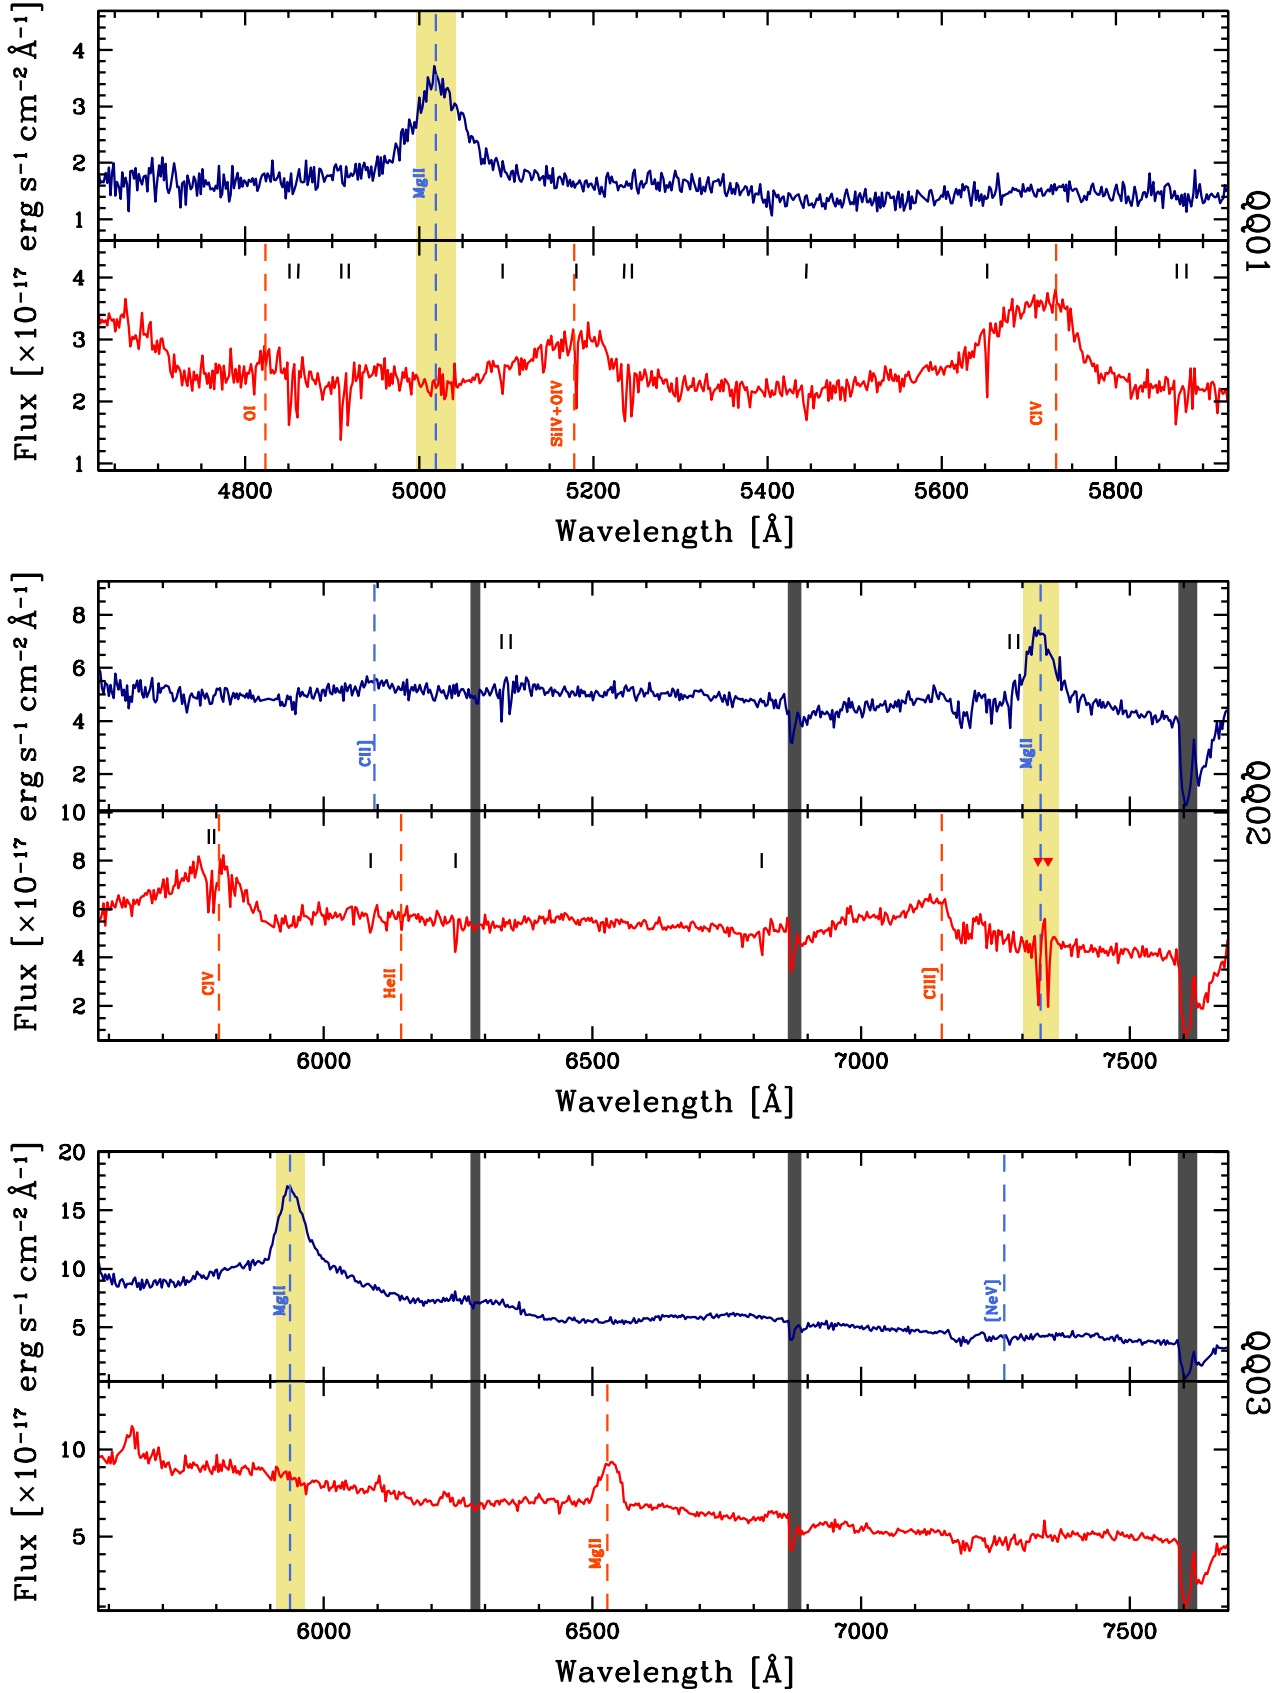 4
3
2
1
MgII
Flux [×10⁻¹⁷ erg s⁻¹ cm⁻² Å⁻¹]
QQ01
4
3
2
1
OI
SiIV+OIV
CIV
4800 5000 5200 5400 5600 5800
Wavelength [Å]
8
6
4
2
CII]
MgII
Flux [×10⁻¹⁷ erg s⁻¹ cm⁻² Å⁻¹]
QQ02
10
8
6
4
2
CIV
HeII
CIII]
6000 6500 7000 7500
Wavelength [Å]
20
15
10
5
MgII
[NeV]
Flux [×10⁻¹⁷ erg s⁻¹ cm⁻² Å⁻¹]
QQ03
10
5
MgII
6000 6500 7000 7500
Wavelength [Å]